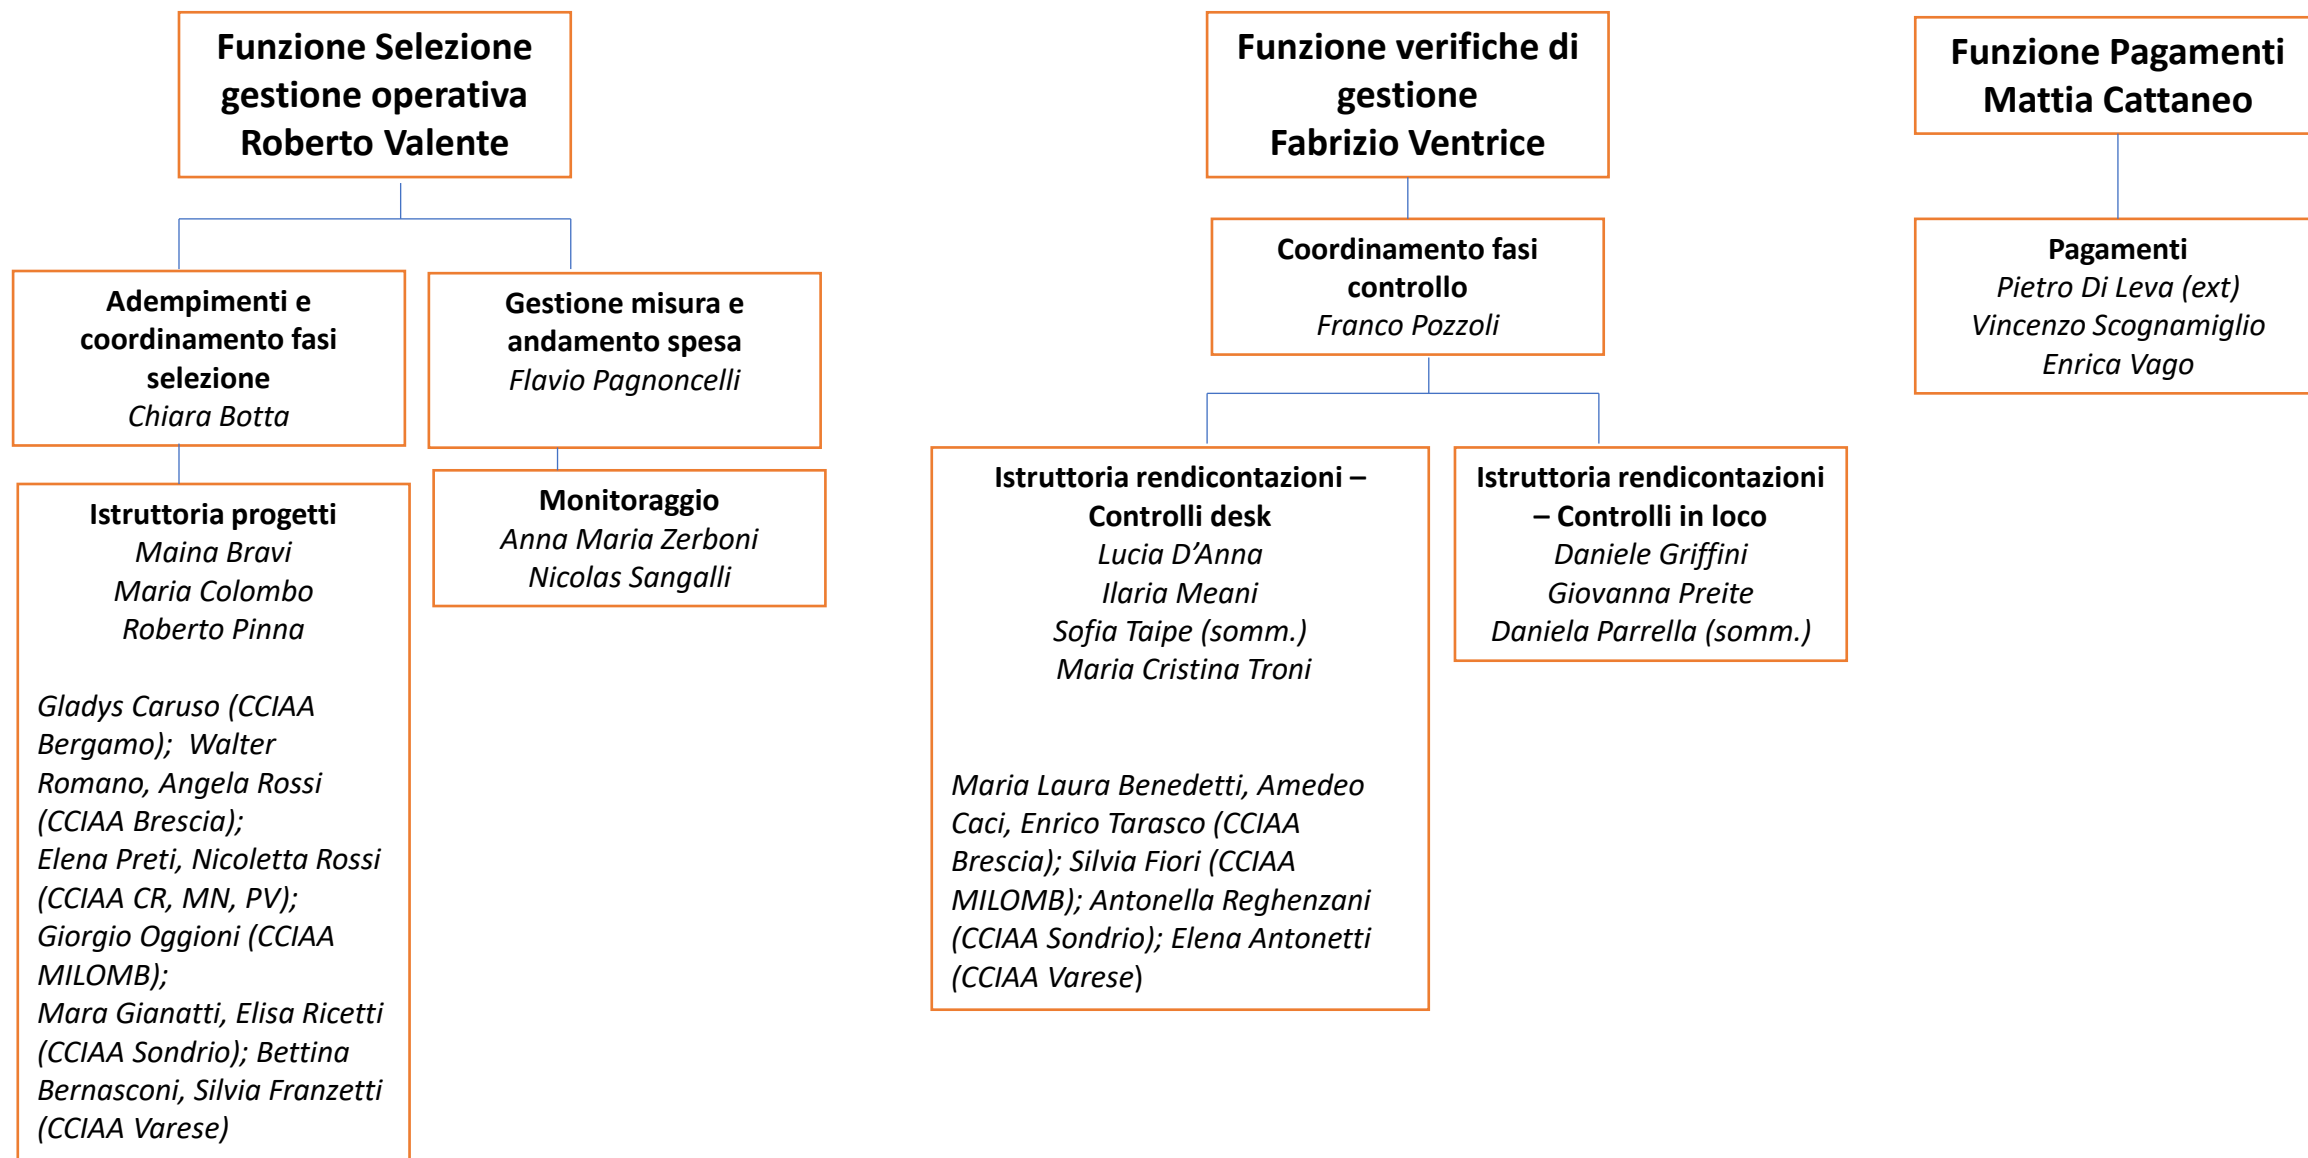 Funzione Selezione
gestione operativa
Roberto Valente
Adempimenti e
coordinamento fasi
selezione
Chiara Botta
Istruttoria progetti
Maina Bravi
Maria Colombo
Roberto Pinna
Gladys Caruso (CCIAA
Bergamo); Walter
Romano, Angela Rossi
(CCIAA Brescia);
Elena Preti, Nicoletta Rossi
(CCIAA CR, MN, PV);
Giorgio Oggioni (CCIAA
MILOMB);
Mara Gianatti, Elisa Ricetti
(CCIAA Sondrio); Bettina
Bernasconi, Silvia Franzetti
(CCIAA Varese)
Gestione misura e
andamento spesa
Flavio Pagnoncelli
Monitoraggio
Anna Maria Zerboni
Nicolas Sangalli
Funzione verifiche di
gestione
Fabrizio Ventrice
Coordinamento fasi
controllo
Franco Pozzoli
Istruttoria rendicontazioni –
Controlli desk
Lucia D’Anna
Ilaria Meani
Sofia Taipe (somm.)
Maria Cristina Troni
Maria Laura Benedetti, Amedeo
Caci, Enrico Tarasco (CCIAA
Brescia); Silvia Fiori (CCIAA
MILOMB); Antonella Reghenzani
(CCIAA Sondrio); Elena Antonetti
(CCIAA Varese)
Istruttoria rendicontazioni
– Controlli in loco
Daniele Griffini
Giovanna Preite
Daniela Parrella (somm.)
Funzione Pagamenti
Mattia Cattaneo
Pagamenti
Pietro Di Leva (ext)
Vincenzo Scognamiglio
Enrica Vago